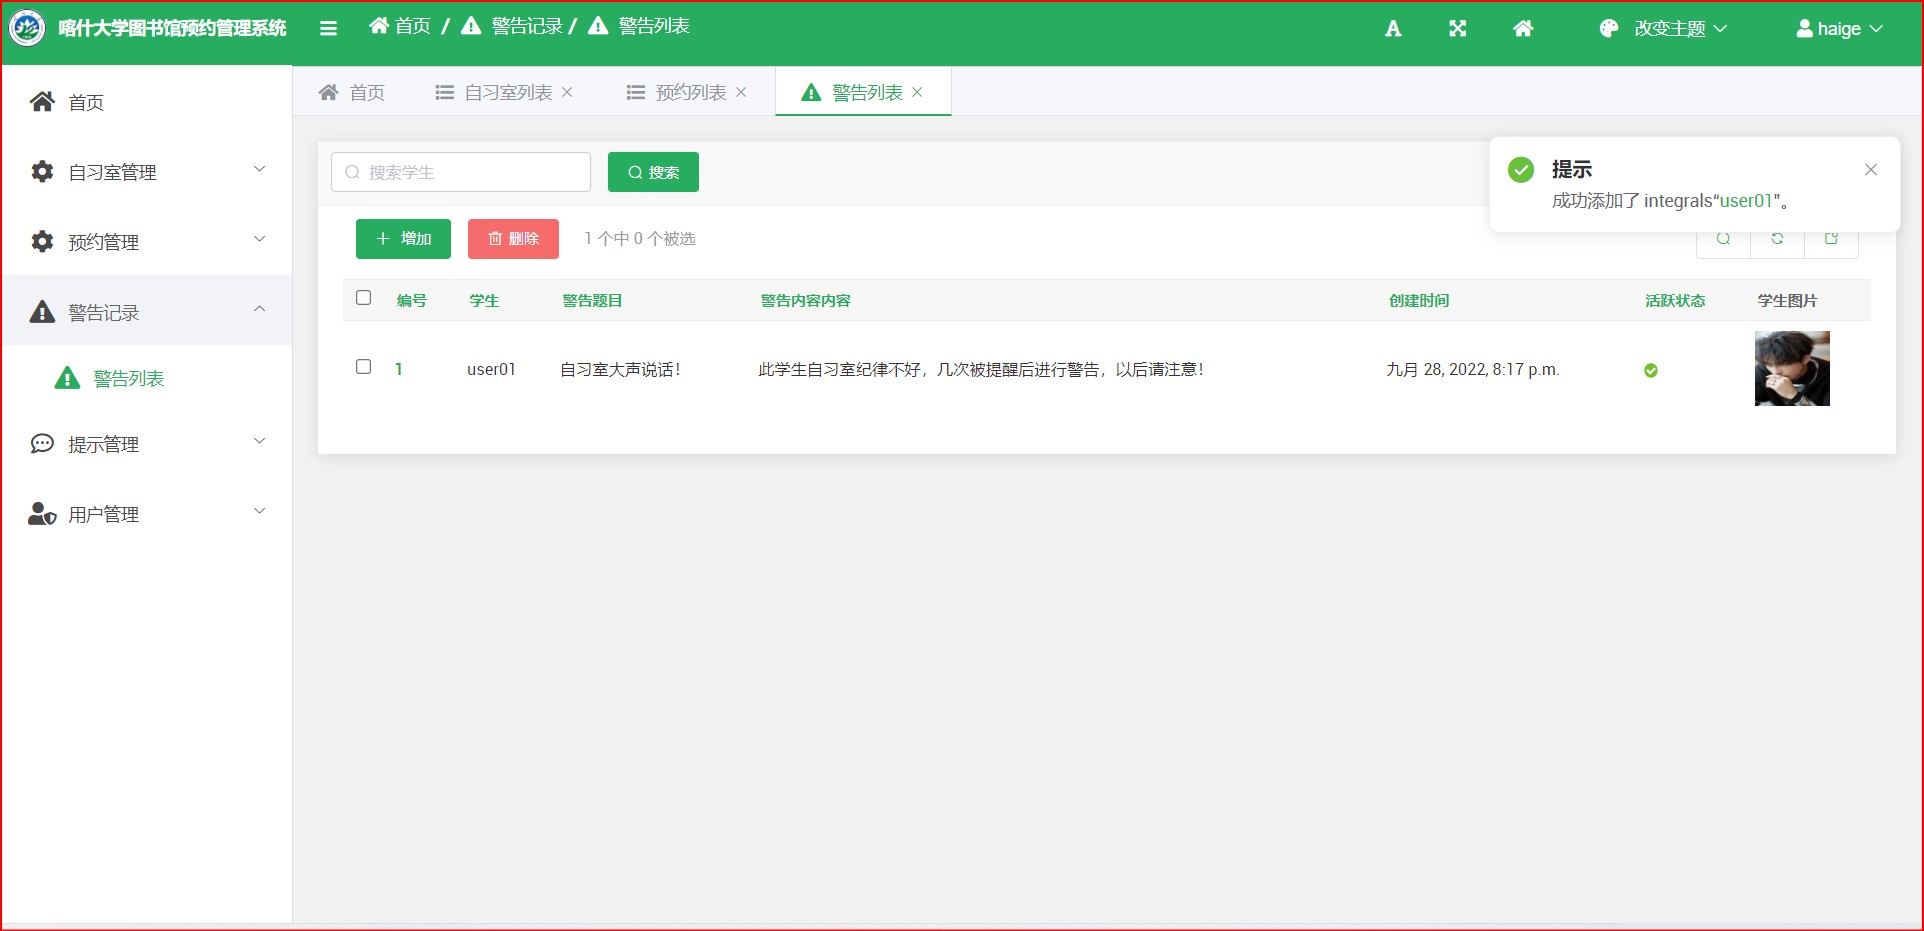 喀什大学图书馆预约管理系统
首页 / 警告记录 / 警告列表
A
改变主题
haige
首页
自习室管理
预约管理
警告记录
警告列表
提示管理
用户管理
首页
自习室列表
预约列表
警告列表
搜索学生
搜索
提示
成功添加了 integrals“user01”。
增加
删除
1 个中 0 个被选
编号 学生 警告题目 警告内容内容 创建时间 活跃状态 学生图片
1 user01 自习室大声说话！ 此学生自习室纪律不好，几次被提醒后进行警告，以后请注意！ 九月 28, 2022, 8:17 p.m.